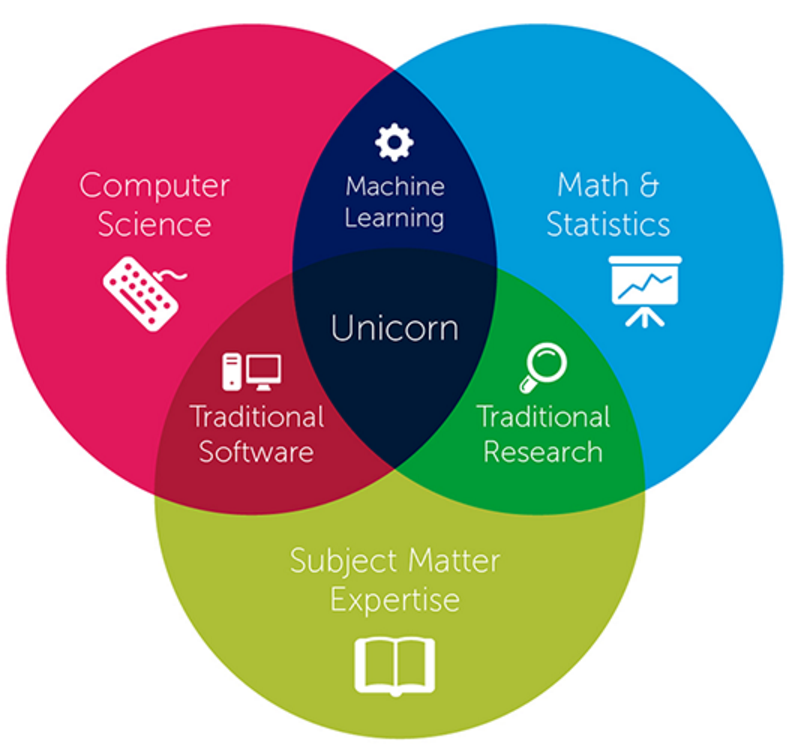 Computer
Science
Machine
Learning
Math &
Statistics
Unicorn
Traditional
Software
Traditional
Research
Subject Matter
Expertise